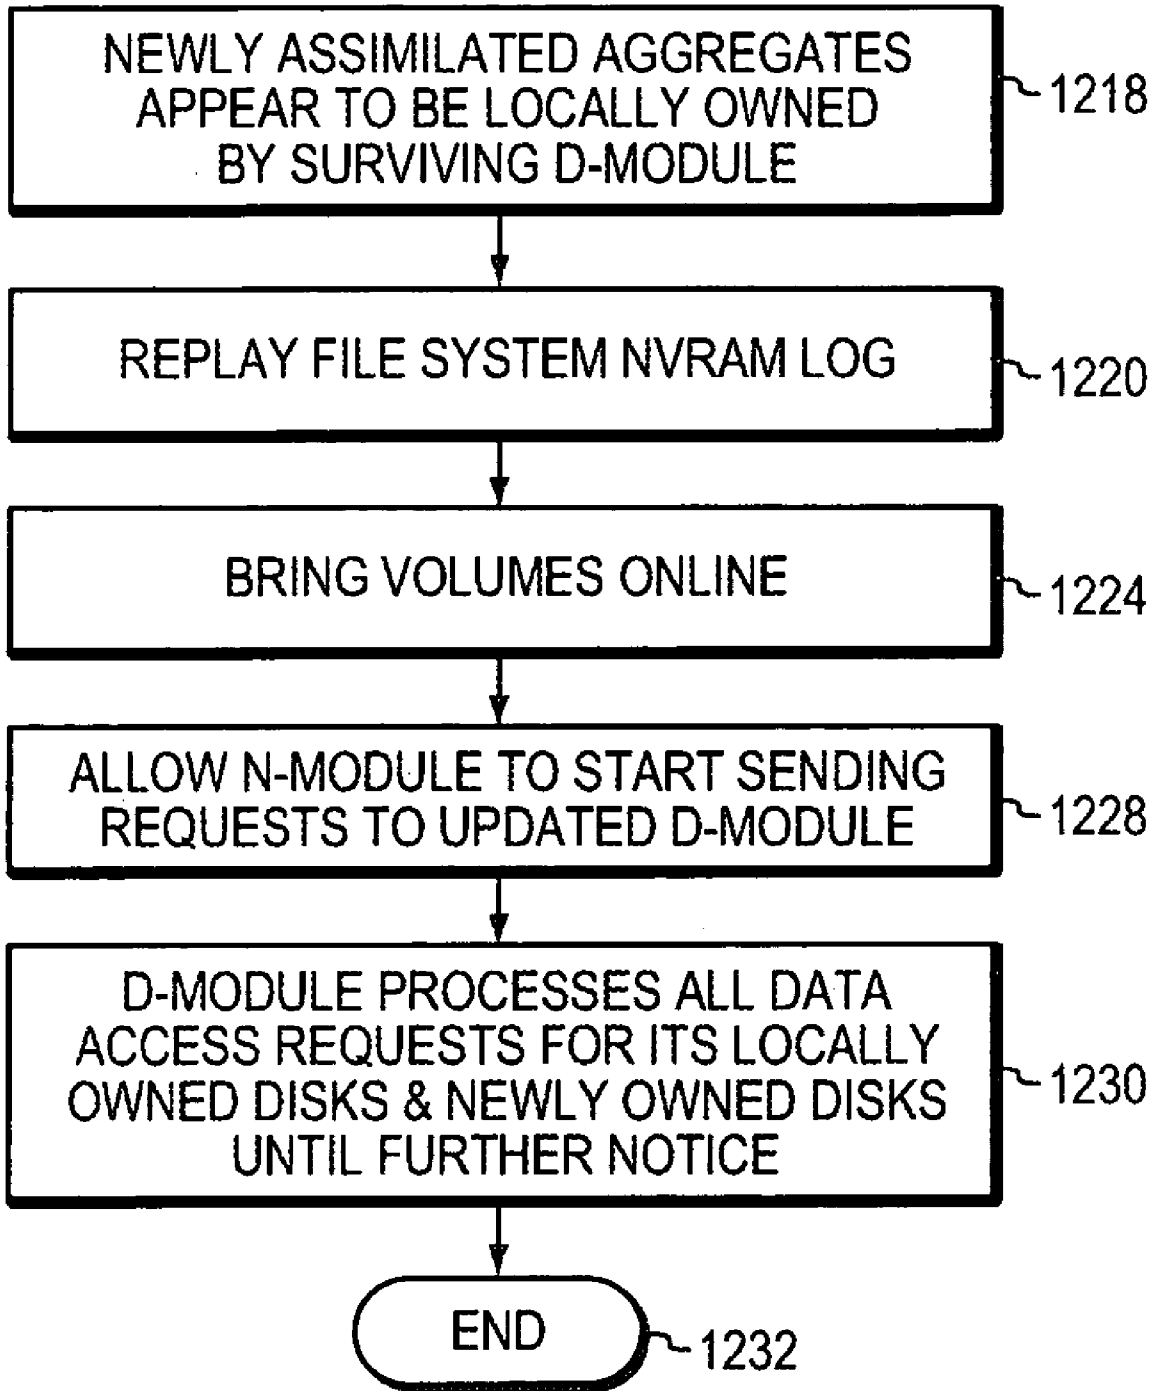 NEWLY ASSIMILATED AGGREGATES
APPEAR TO BE LOCALLY OWNED
BY SURVIVING D-MODULE
1218
REPLAY FILE SYSTEM NVRAM LOG
1220
BRING VOLUMES ONLINE
1224
ALLOW N-MODULE TO START SENDING
REQUESTS TO UPDATED D-MODULE
1228
D-MODULE PROCESSES ALL DATA
ACCESS REQUESTS FOR ITS LOCALLY
OWNED DISKS & NEWLY OWNED DISKS
UNTIL FURTHER NOTICE
1230
END
1232